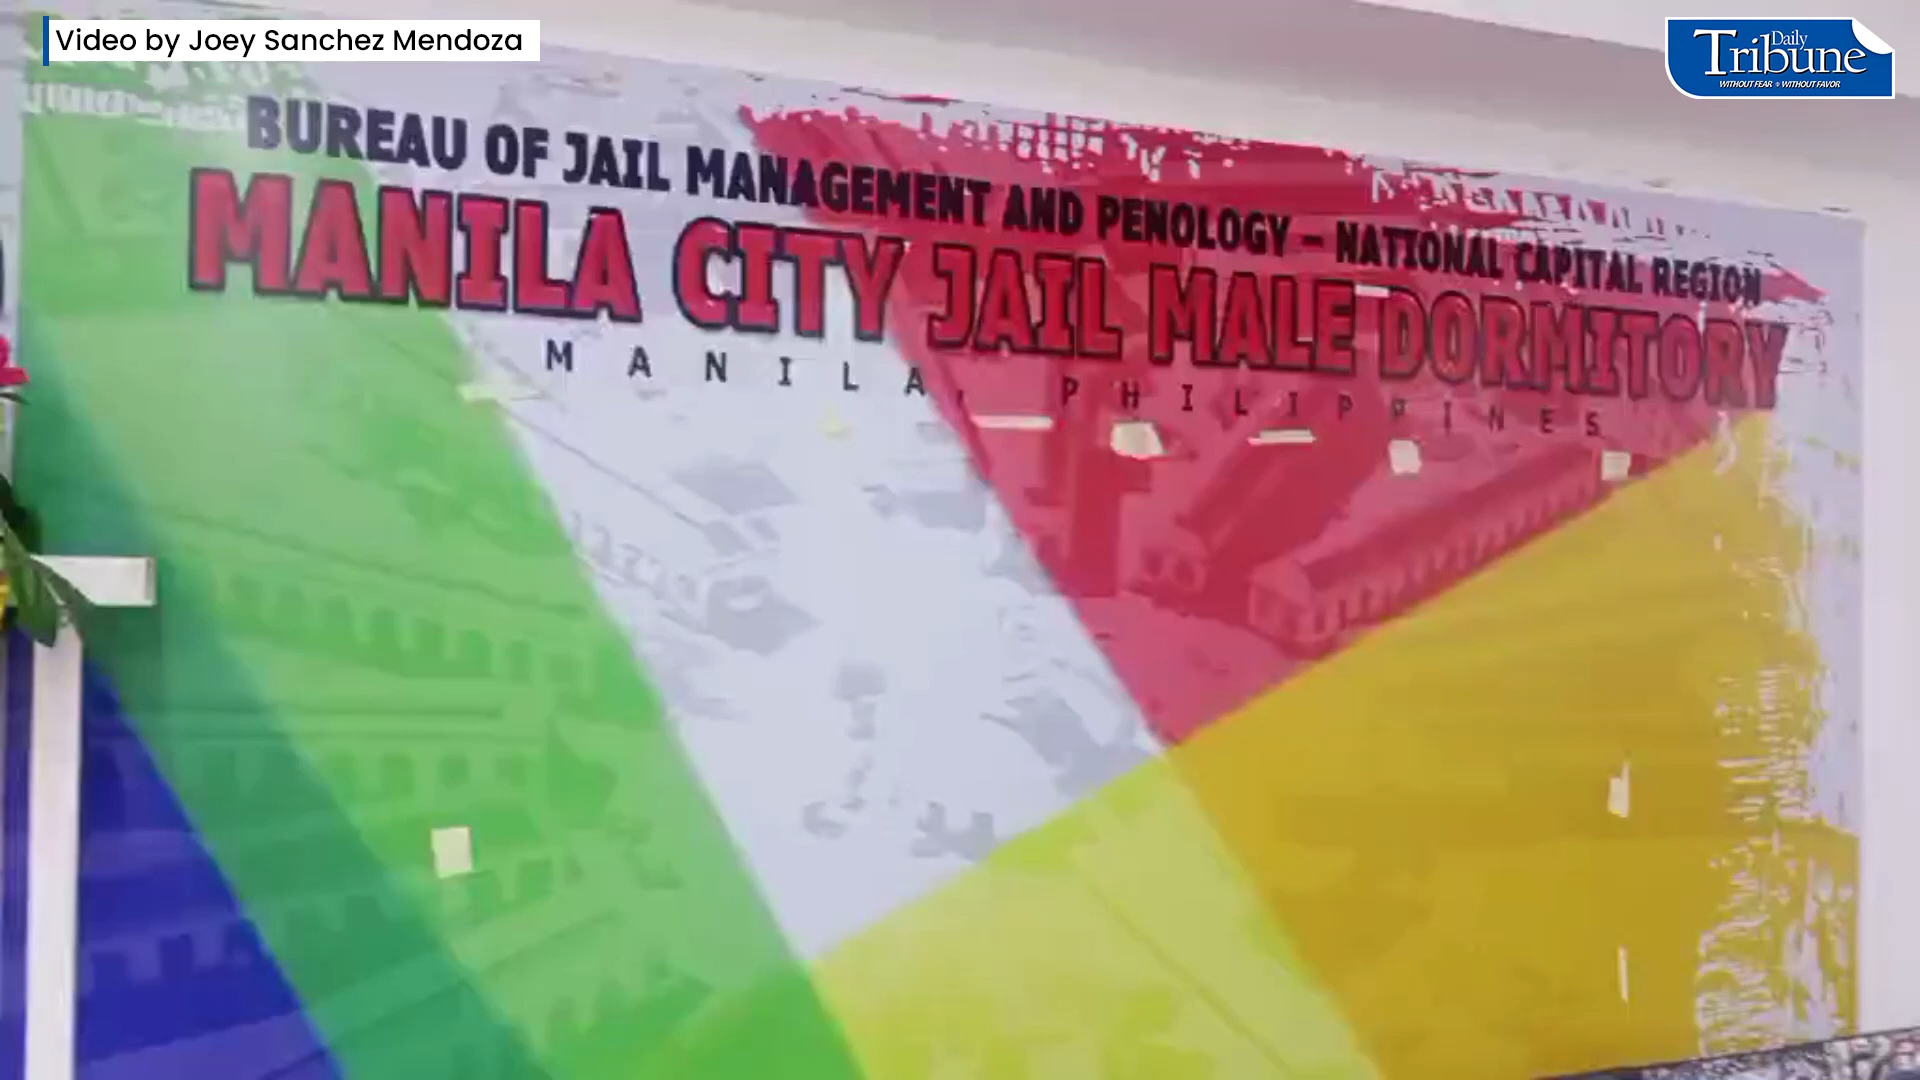 Video by Joey Sanchez Mendoza
Daily
Tribune
WITHOUT FEAR • WITHOUT FAVOR
BUREAU OF JAIL MANAGEMENT AND PENOLOGY – NATIONAL CAPITAL REGION
MANILA CITY JAIL MALE DORMITORY
MANILA, PHILIPPINES